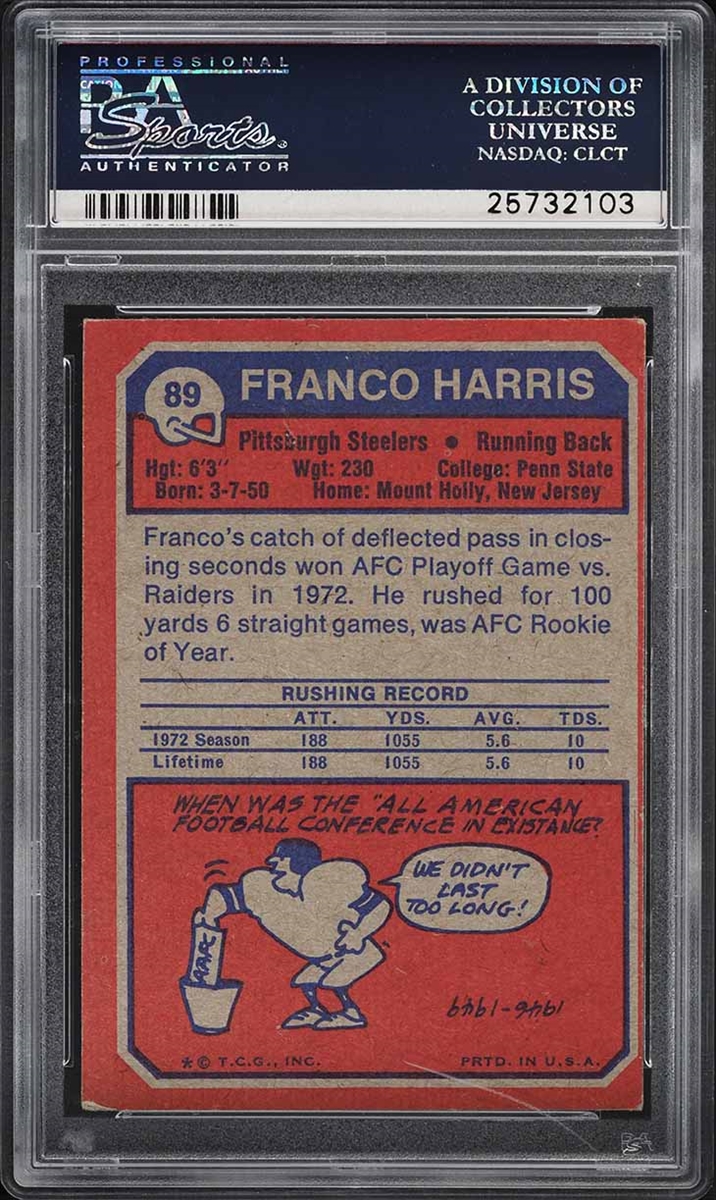 PROFESSIONAL
PSA
Sports
AUTHENTICATOR
A DIVISION OF
COLLECTORS
UNIVERSE
NASDAQ: CLCT
25732103
89
FRANCO HARRIS
Pittsburgh Steelers • Running Back
Hgt: 6'3" Wgt: 230 College: Penn State
Born: 3-7-50 Home: Mount Holly, New Jersey
Franco's catch of deflected pass in clos-
ing seconds won AFC Playoff Game vs.
Raiders in 1972. He rushed for 100
yards 6 straight games, was AFC Rookie
of Year.
RUSHING RECORD
ATT. YDS. AVG. TDS.
1972 Season 188 1055 5.6 10
Lifetime 188 1055 5.6 10
WHEN WAS THE "ALL AMERICAN
FOOTBALL CONFERENCE IN EXISTANCE?
WE DIDN'T
LAST
TOO LONG!
AAFC
1946-1949
* © T.C.G., INC. PRTD. IN U.S.A.